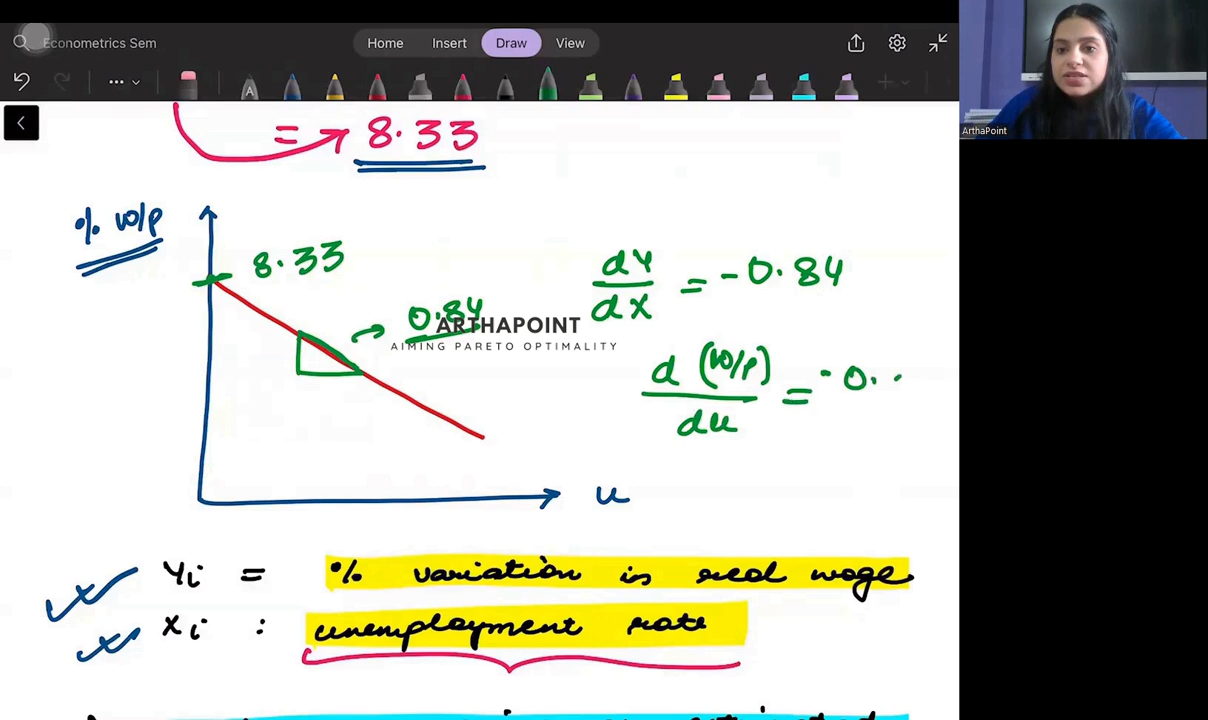 Econometrics Sem
Home Insert Draw View
A
ArthaPoint
= → 8.33
% W/P
8.33
0.84
ARTHAPOINT
AIMING PARETO OPTIMALITY
dY/dX = -0.84
d (W/P)/du = -0.
u
Yi = % variation in real wage
Xi : unemployment rate